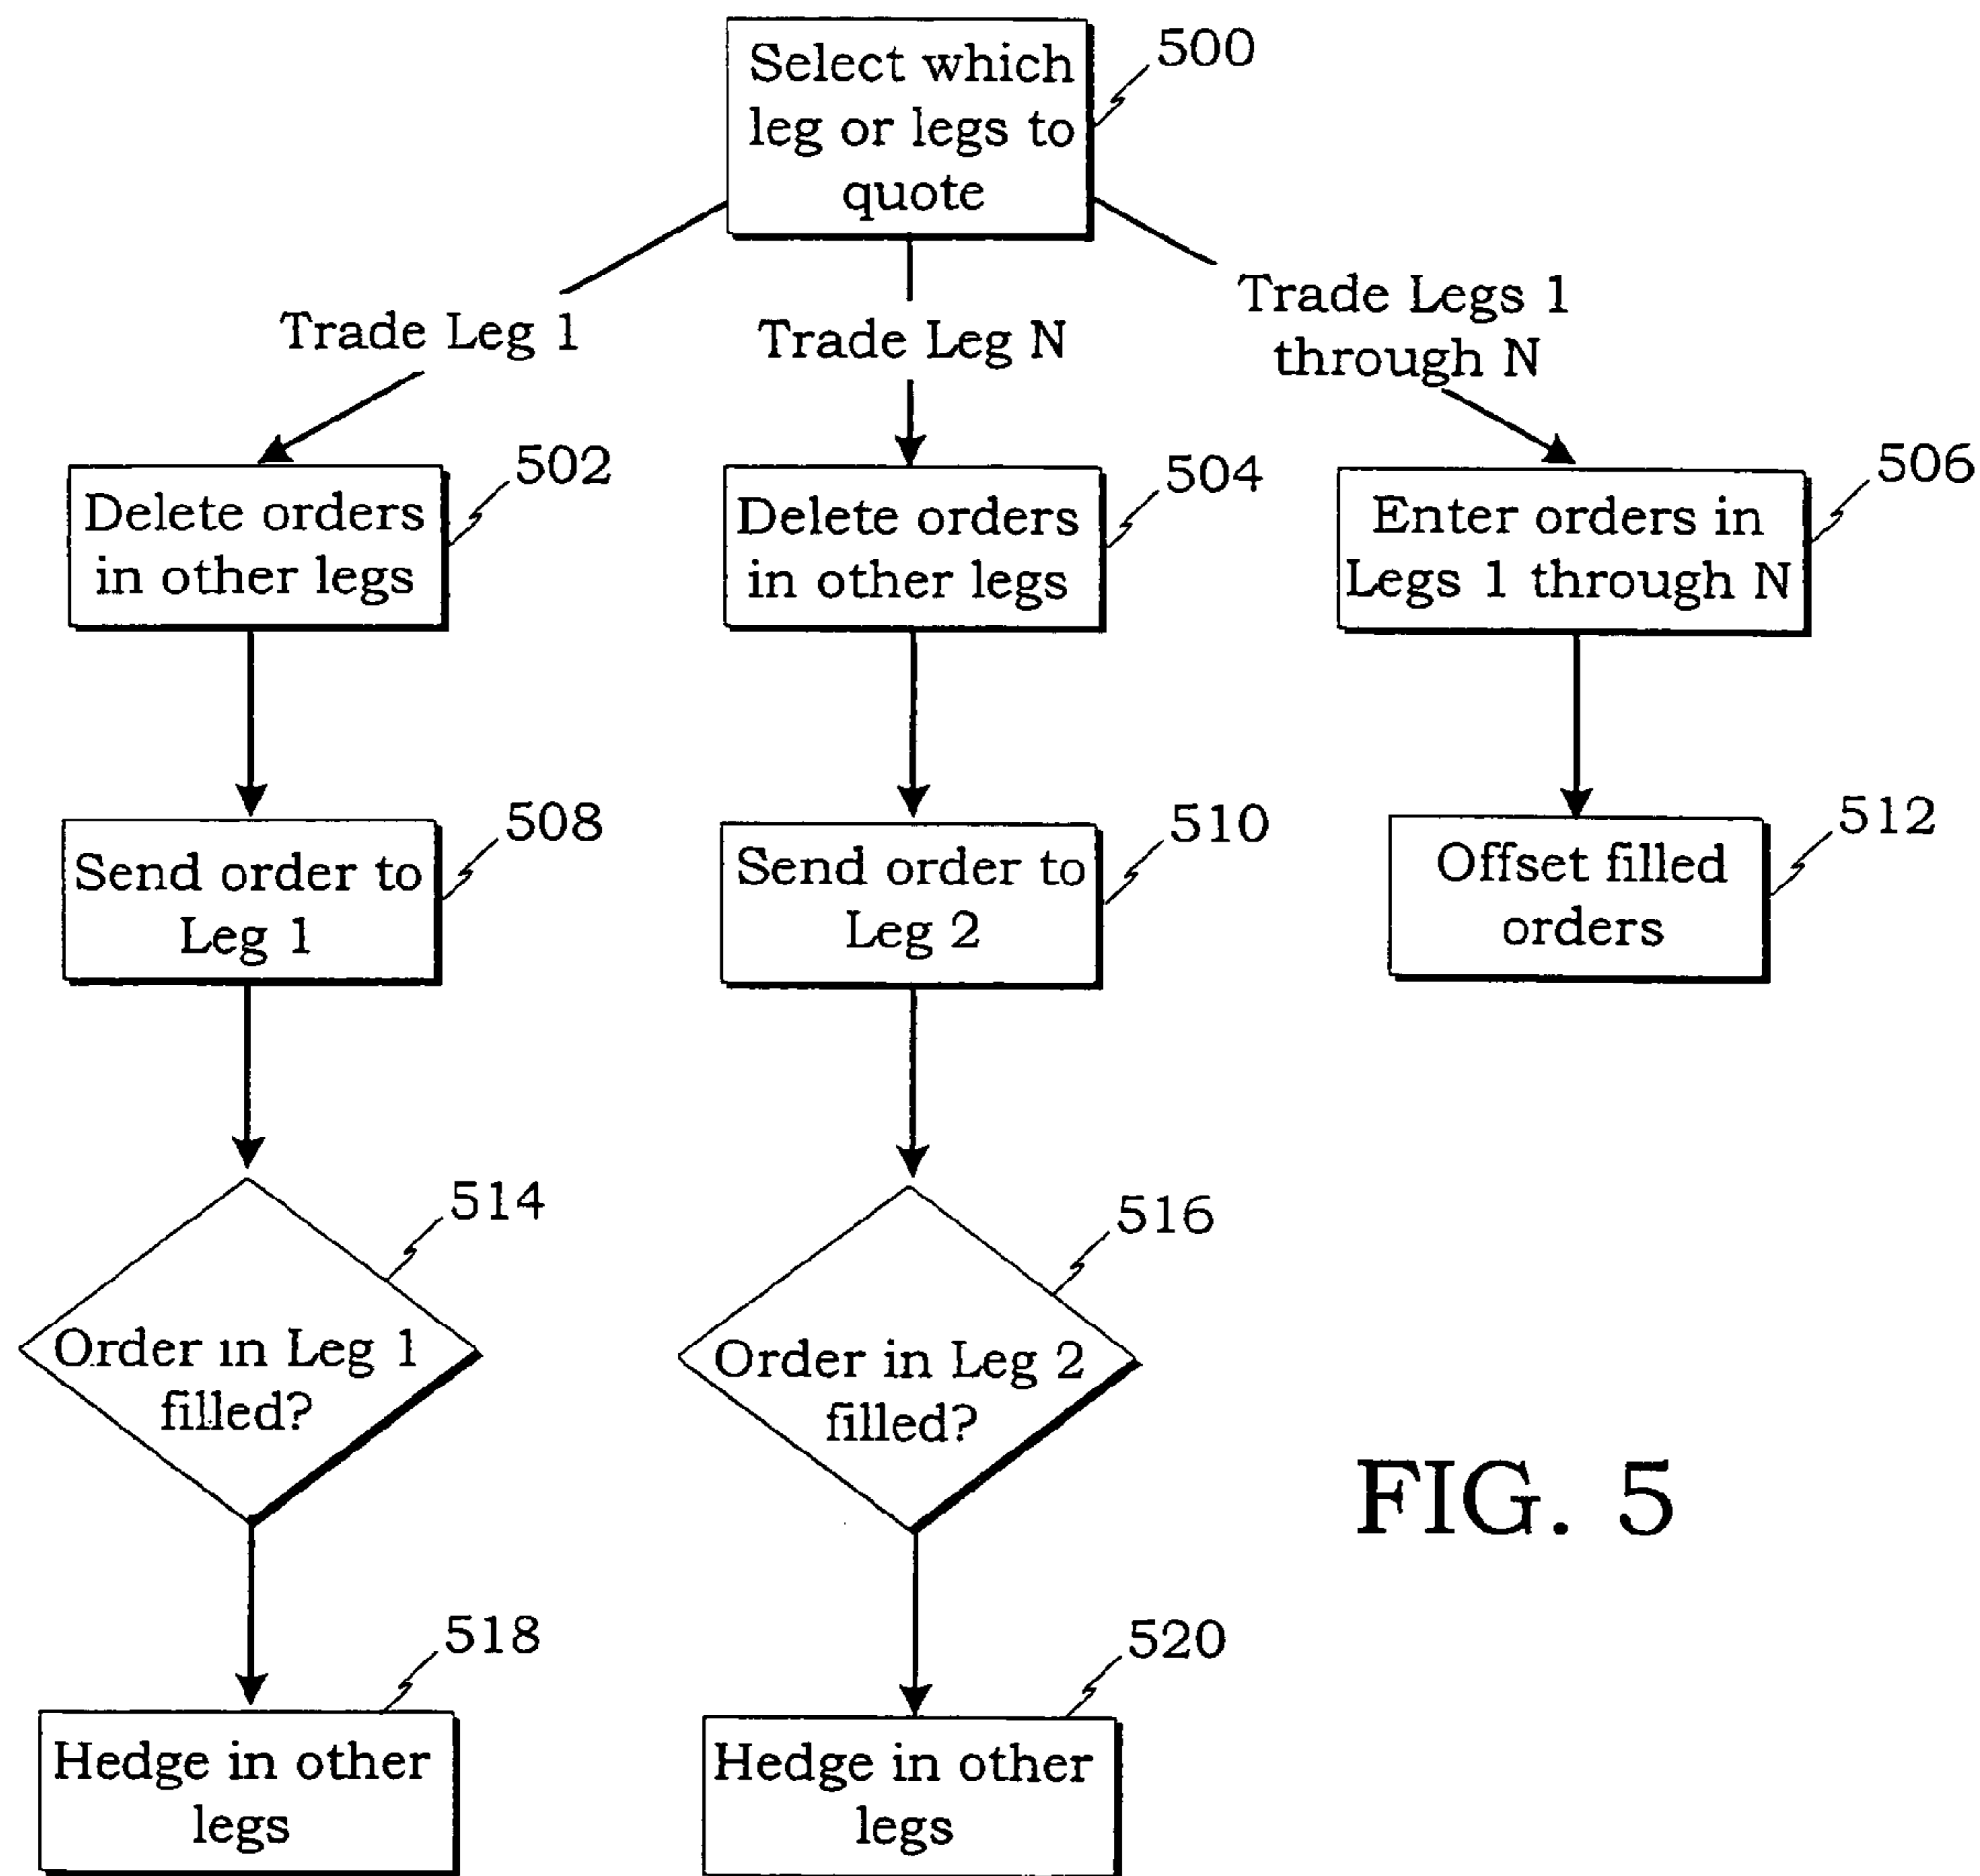 Select which
leg or legs to
quote
500
Trade Leg 1
Trade Leg N
Trade Legs 1
through N
Delete orders
in other legs
502
Delete orders
in other legs
504
Enter orders in
Legs 1 through N
506
Send order to
Leg 1
508
Send order to
Leg 2
510
Offset filled
orders
512
Order in Leg 1
filled?
514
Order in Leg 2
filled?
516
FIG. 5
Hedge in other
legs
518
Hedge in other
legs
520